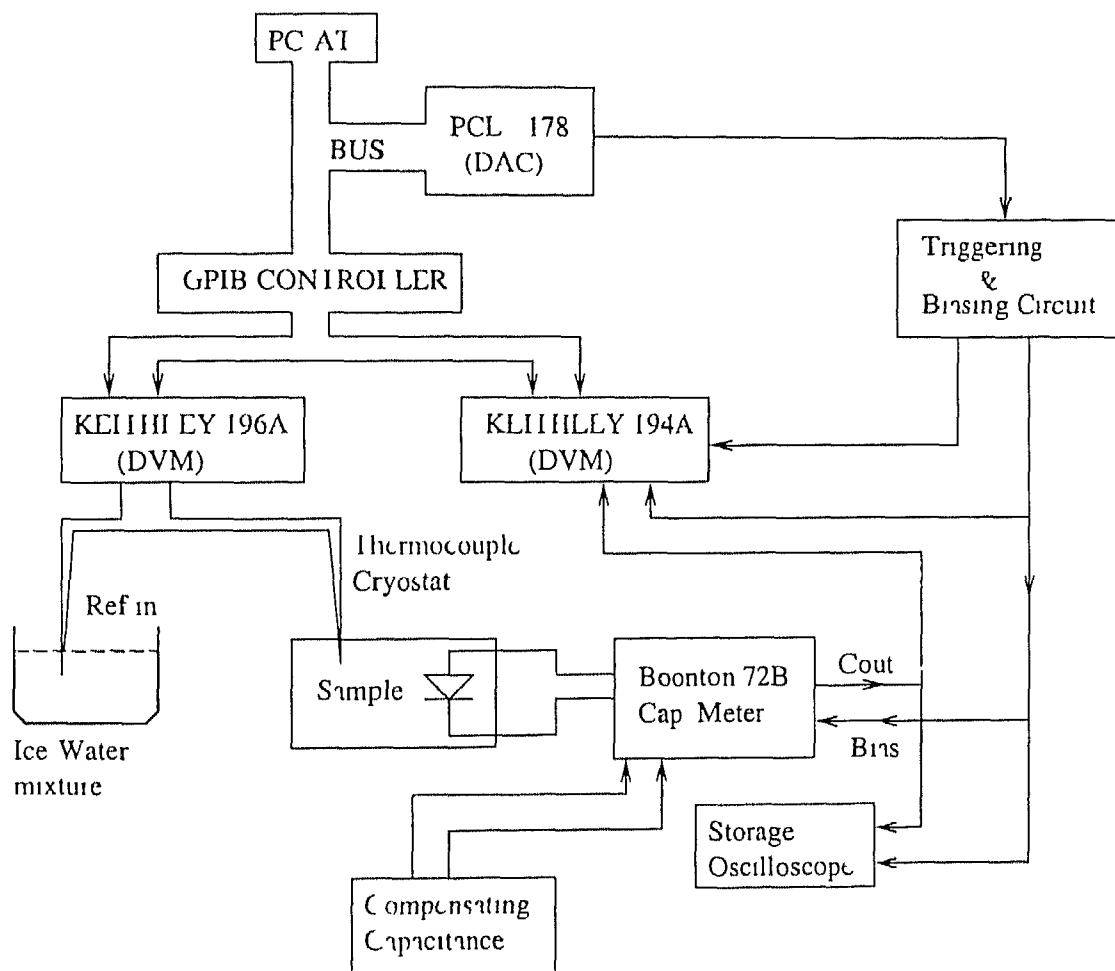 PC AT
PCL 178
(DAC)
BUS
Triggering
&
Biasing Circuit
GPIB CONTROLLER
KEITHLEY 196A
(DVM)
KEITHLEY 194A
(DVM)
Thermocouple
Cryostat
Ref in
Sample
Boonton 72B
Cap Meter
Cout
Bias
Ice Water
mixture
Storage
Oscilloscope
Compensating
Capacitance